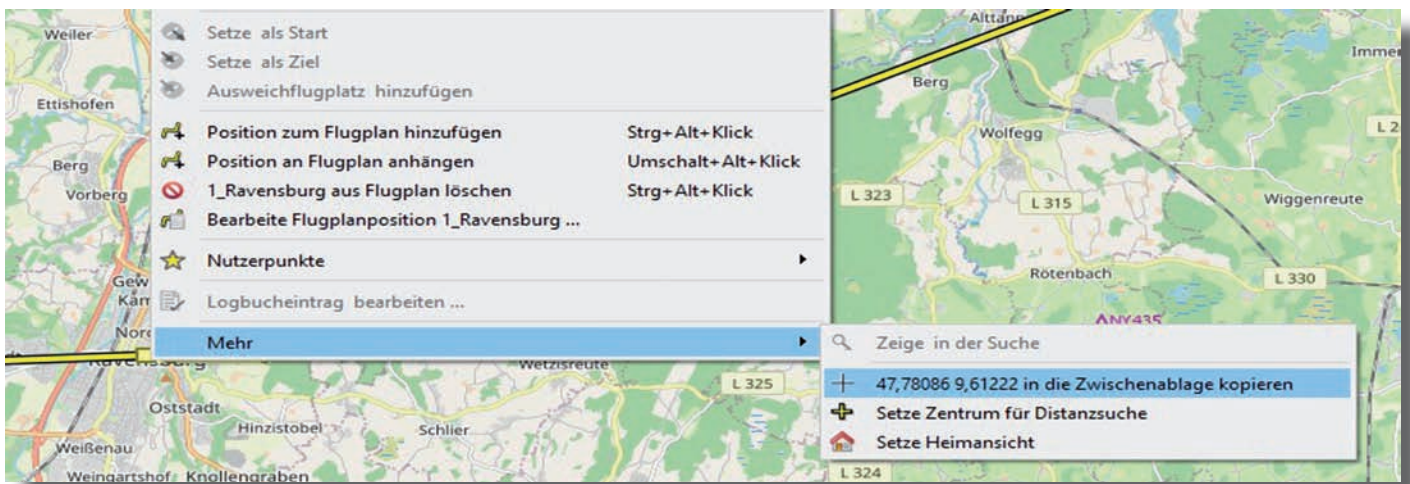 Weiler
Ettishofen
Berg
Vorberg
Oststadt
Weißenau
Weingartshof
Knollengraben
Hinzistobel
Schlier
Wetzisreute
L 325
Setze als Start
Setze als Ziel
Ausweichflugplatz hinzufügen
Position zum Flugplan hinzufügen Strg+Alt+Klick
Position an Flugplan anhängen Umschalt+Alt+Klick
1_Ravensburg aus Flugplan löschen Strg+Alt+Klick
Bearbeite Flugplanposition 1_Ravensburg ...
Nutzerpunkte
Logbucheintrag bearbeiten ...
Mehr
Berg
Wolfegg
L 323
L 315
Wiggenreute
Rötenbach
L 330
ANY435
Zeige in der Suche
47,78086 9,61222 in die Zwischenablage kopieren
Setze Zentrum für Distanzsuche
Setze Heimansicht
L 324